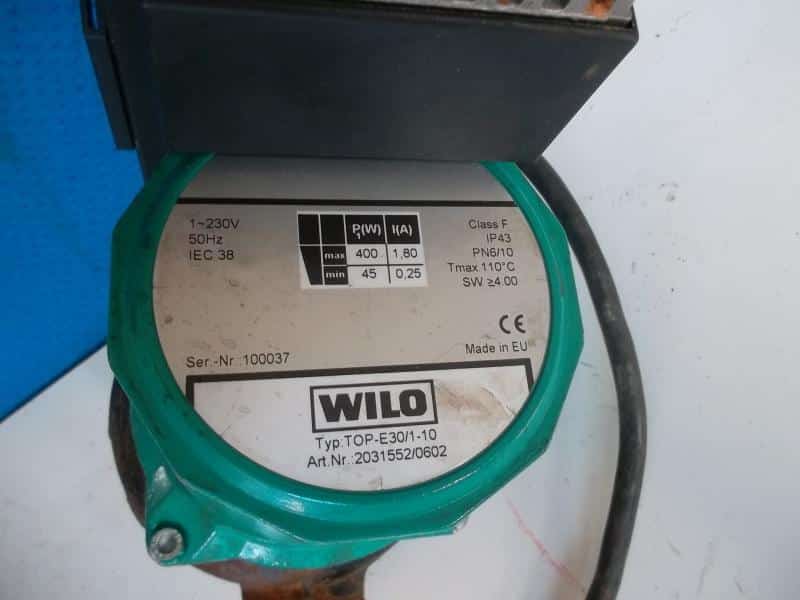 1~230V
50Hz
IEC 38
P1(W) I(A)
max 400 1,80
min 45 0,25
Class F
IP43
PN6/10
Tmax 110°C
SW ≥4.00
CE
Made in EU
Ser.-Nr.:100037
WILO
Typ:TOP-E30/1-10
Art.Nr.:2031552/0602